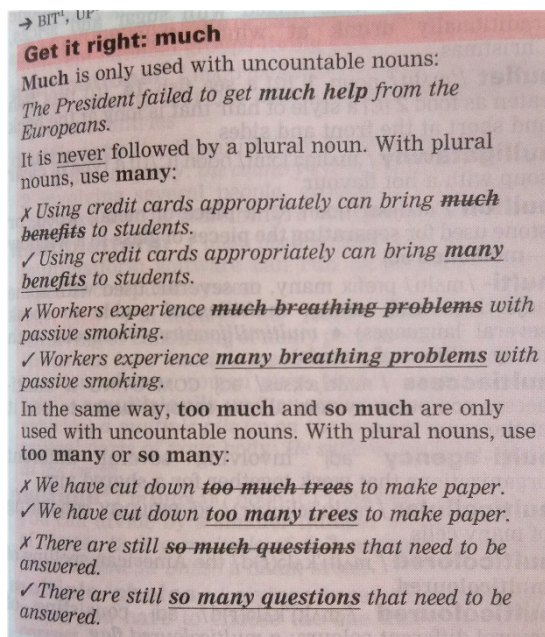 → BIT¹, UP
Get it right: much
Much is only used with uncountable nouns:
The President failed to get much help from the
Europeans.
It is never followed by a plural noun. With plural
nouns, use many:
✗ Using credit cards appropriately can bring much
benefits to students.
✓ Using credit cards appropriately can bring many
benefits to students.
✗ Workers experience much breathing problems with
passive smoking.
✓ Workers experience many breathing problems with
passive smoking.
In the same way, too much and so much are only
used with uncountable nouns. With plural nouns, use
too many or so many:
✗ We have cut down too much trees to make paper.
✓ We have cut down too many trees to make paper.
✗ There are still so much questions that need to be
answered.
✓ There are still so many questions that need to be
answered.